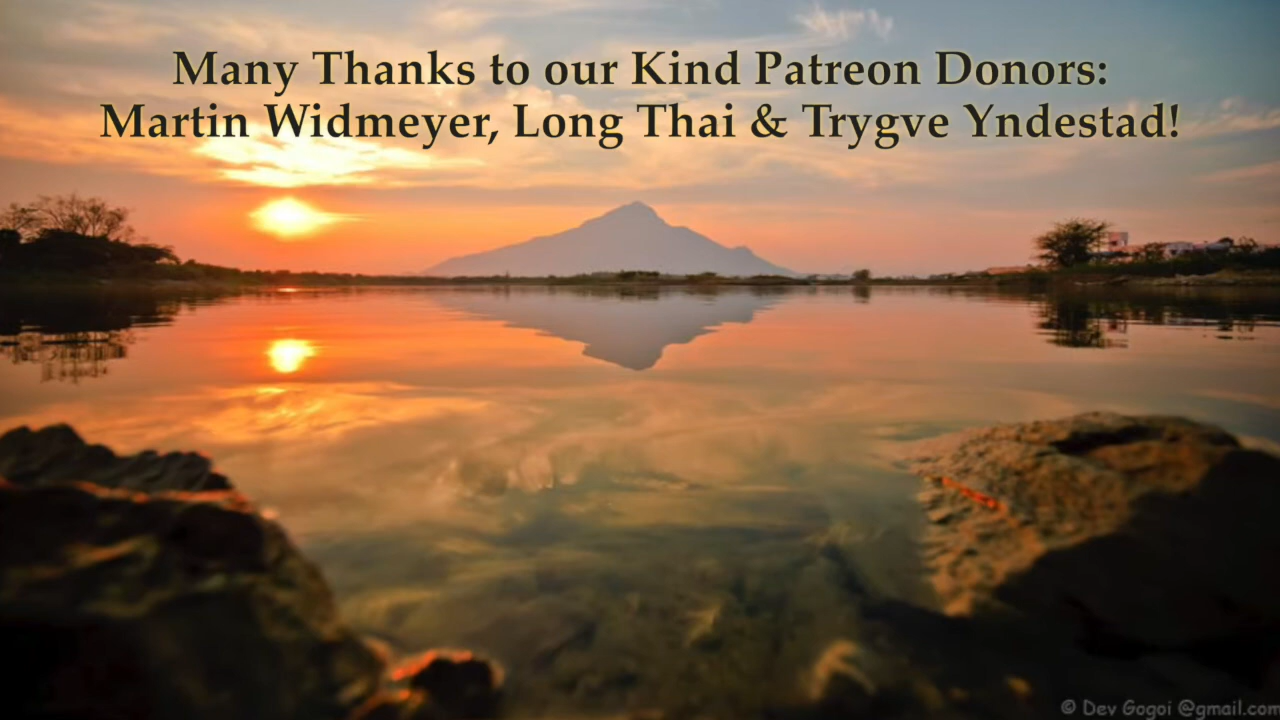 Many Thanks to our Kind Patreon Donors:
Martin Widmeyer, Long Thai & Trygve Yndestad!
© Dev Gogoi @gmail.com